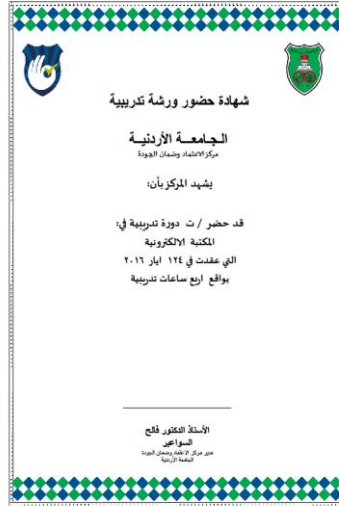 شهادة حضور ورشة تدريبية
الجامعــة الأردنيــة
مركز الاعتماد وضمان الجودة
يشهد المركز بأن:
قد حضر / ت دورة تدريبية في:
المكتبة الالكترونية
التي عقدت في ١٢٤ ايار ٢٠١٦
بواقع اربع ساعات تدريبية
الأستاذ الدكتور فالح
السواعير
مدير مركز الاعتماد وضمان الجودة
الجامعة الأردنية